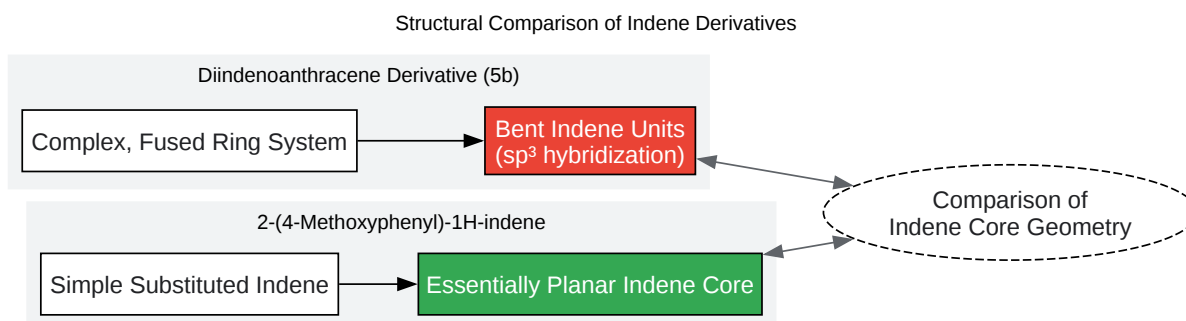 Structural Comparison of Indene Derivatives
Diindenoanthracene Derivative (5b)
Complex, Fused Ring System
Bent Indene Units
(sp³ hybridization)
Comparison of
Indene Core Geometry
2-(4-Methoxyphenyl)-1H-indene
Simple Substituted Indene
Essentially Planar Indene Core